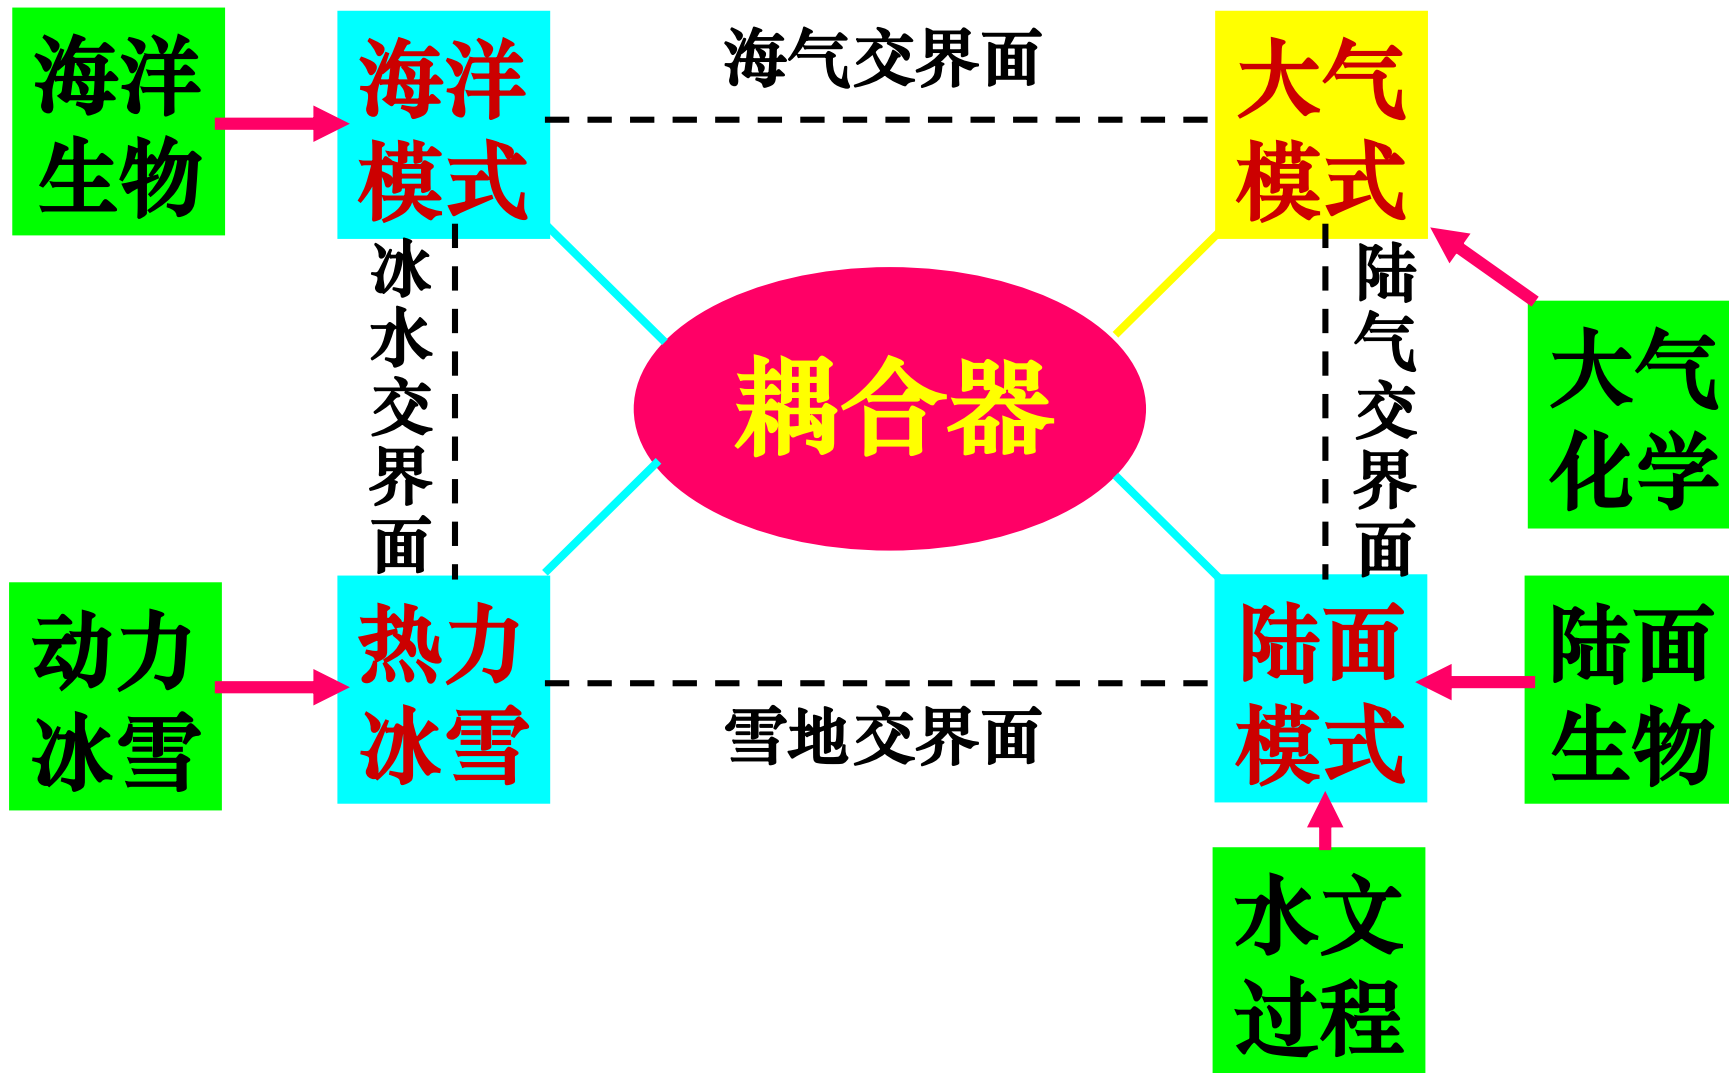 海洋
生物
海洋
模式
海气交界面
大气
模式
冰
水
交
界
面
耦合器
陆
气
交
界
面
大气
化学
动力
冰雪
热力
冰雪
雪地交界面
陆面
模式
陆面
生物
水文
过程